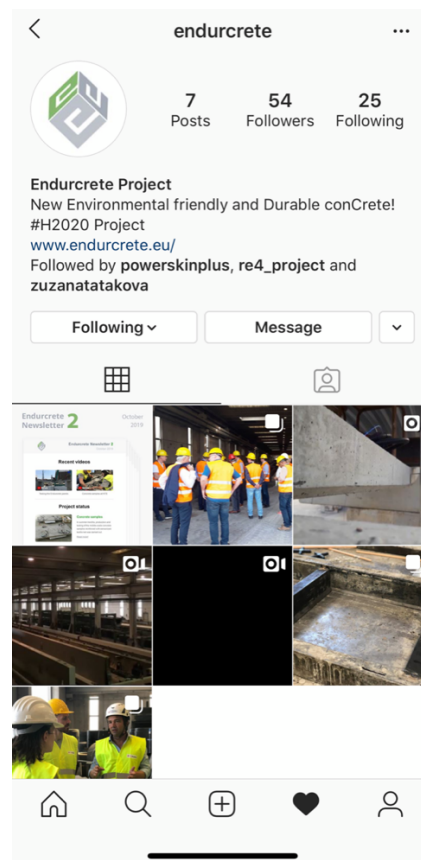 endurcrete
7
Posts
54
Followers
25
Following
Endurcrete Project
New Environmental friendly and Durable conCrete!
#H2020 Project
www.endurcrete.eu/
Followed by powerskinplus, re4_project and
zuzanatatakova
Following
Message
Endurcrete
Newsletter 2
October
2019
Endurcrete Newsletter 2
Recent videos
Project status